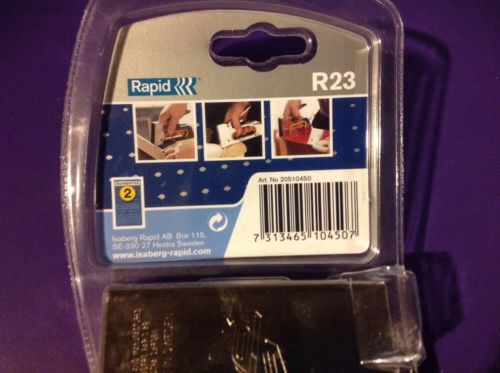 Rapid
R23
GUARANTEE
2
Art. No 20510450
Isaberg Rapid AB. Box 115,
SE-330 27 Hestra Sweden
www.isaberg-rapid.com
7 313465 104507